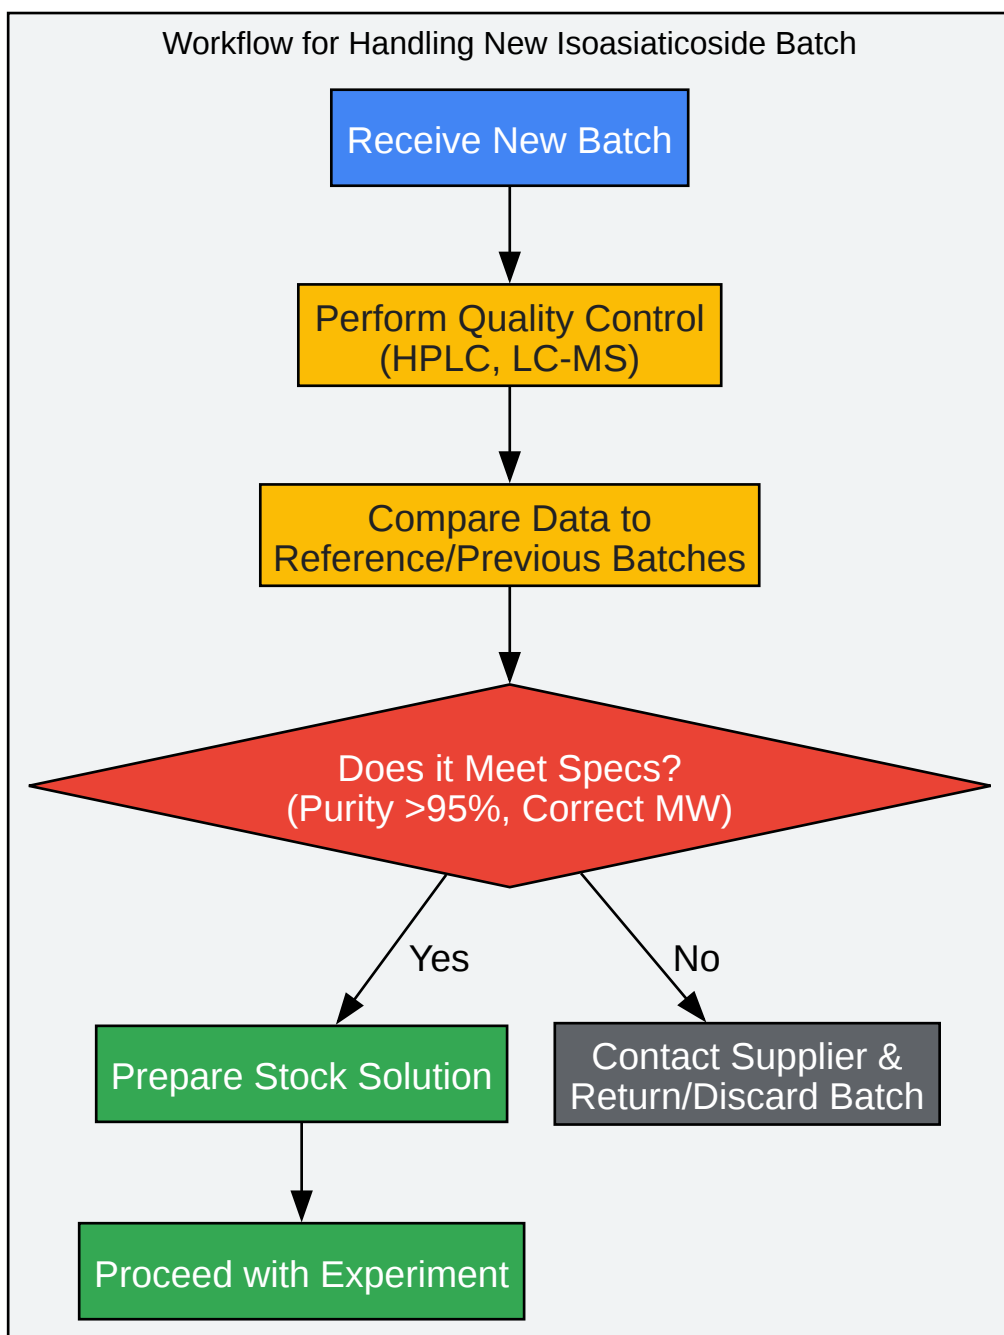 Workflow for Handling New Isoasiaticoside Batch
Receive New Batch
Perform Quality Control
(HPLC, LC-MS)
Compare Data to
Reference/Previous Batches
Does it Meet Specs?
(Purity >95%, Correct MW)
Yes
No
Prepare Stock Solution
Contact Supplier &
Return/Discard Batch
Proceed with Experiment